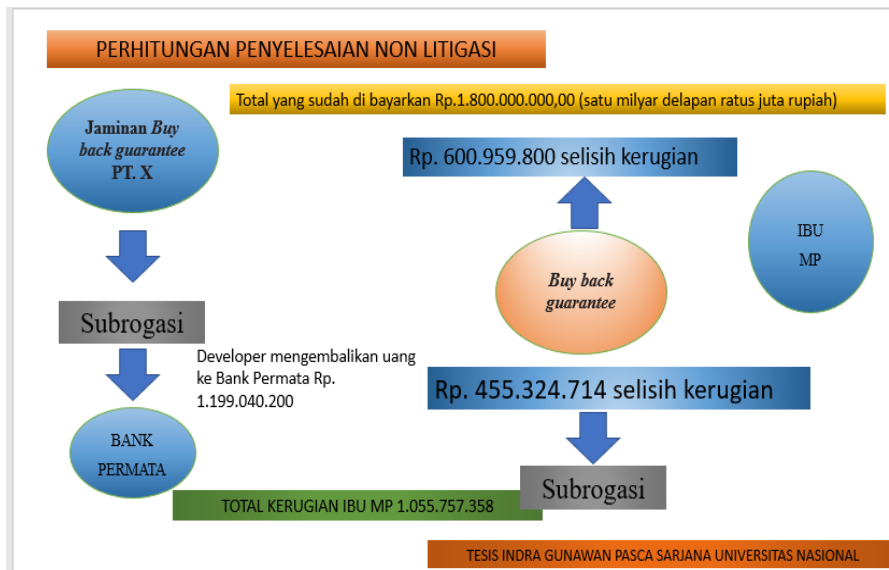 PERHITUNGAN PENYELESAIAN NON LITIGASI
Total yang sudah di bayarkan Rp.1.800.000.000,00 (satu milyar delapan ratus juta rupiah)
Jaminan Buy
back guarantee
PT. X
Rp. 600.959.800 selisih kerugian
IBU
MP
Buy back
guarantee
Subrogasi
Developer mengembalikan uang
ke Bank Permata Rp.
1.199.040.200
Rp. 455.324.714 selisih kerugian
BANK
PERMATA
Subrogasi
TOTAL KERUGIAN IBU MP 1.055.757.358
TESIS INDRA GUNAWAN PASCA SARJANA UNIVERSITAS NASIONAL